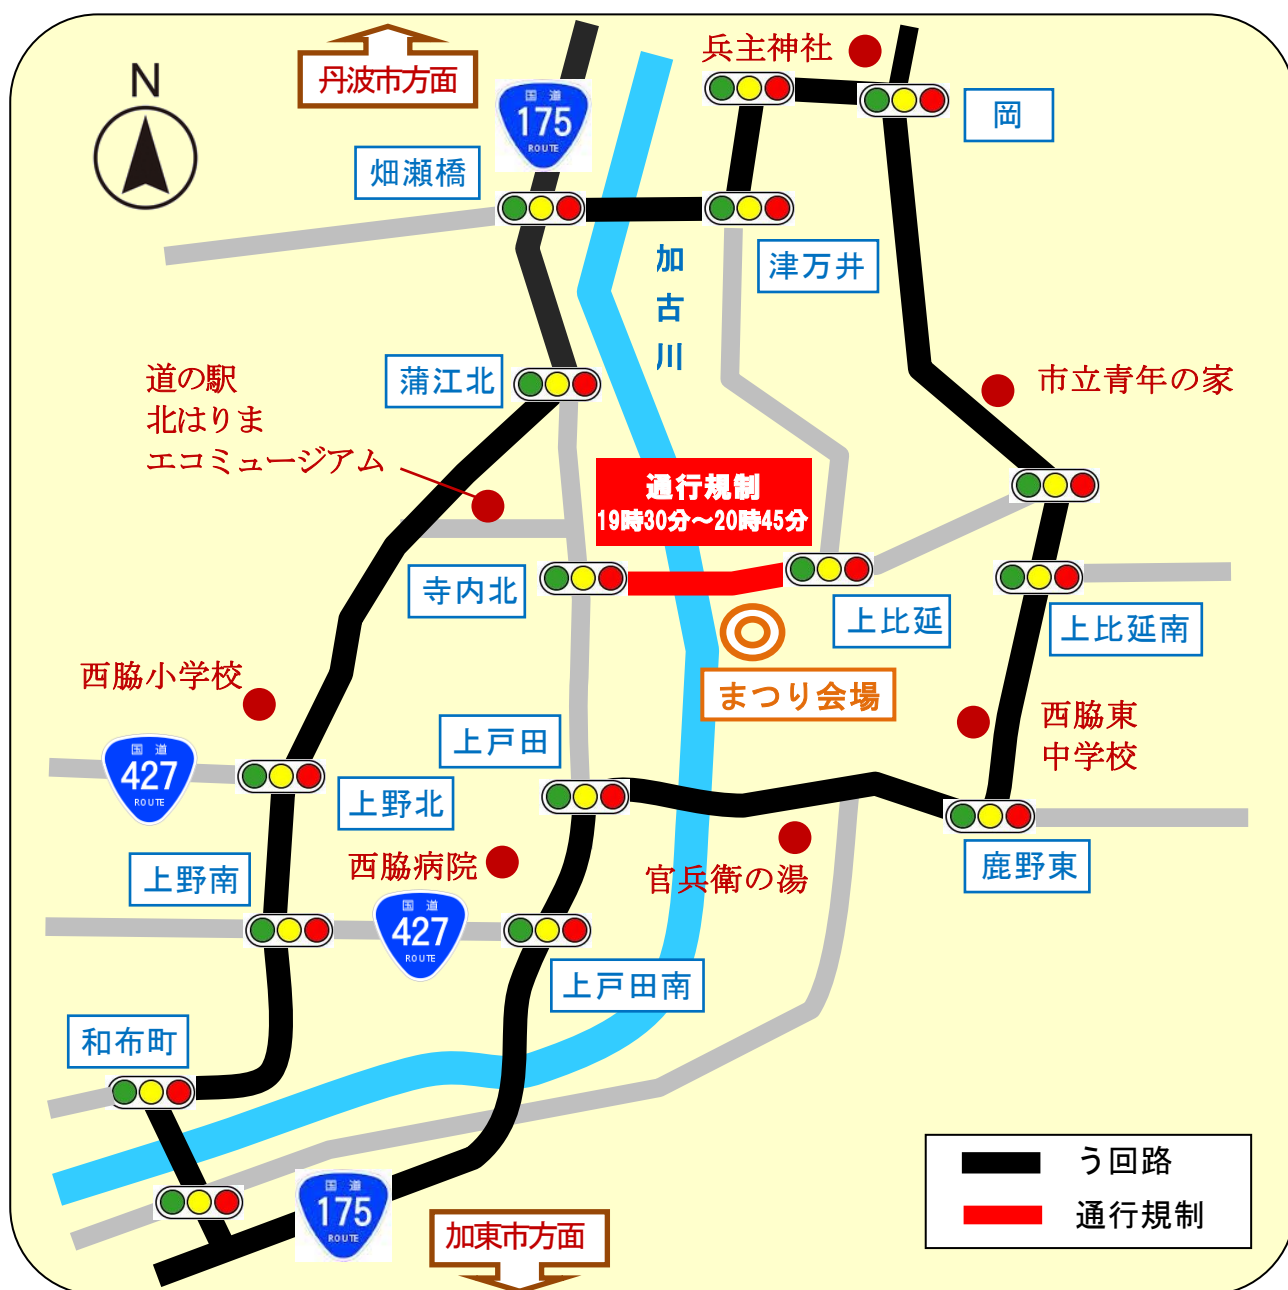 兵主神社
丹波市方面
N
国道
175
ROUTE
岡
畑瀬橋
津万井
加古川
蒲江北
道の駅
北はりま
エコミュージアム
市立青年の家
通行規制
19時30分～20時45分
寺内北
上比延
上比延南
まつり会場
西脇小学校
西脇東
中学校
上戸田
国道
427
ROUTE
上野北
西脇病院
官兵衛の湯
鹿野東
上野南
国道
427
ROUTE
上戸田南
和布町
国道
175
ROUTE
加東市方面
う回路
通行規制